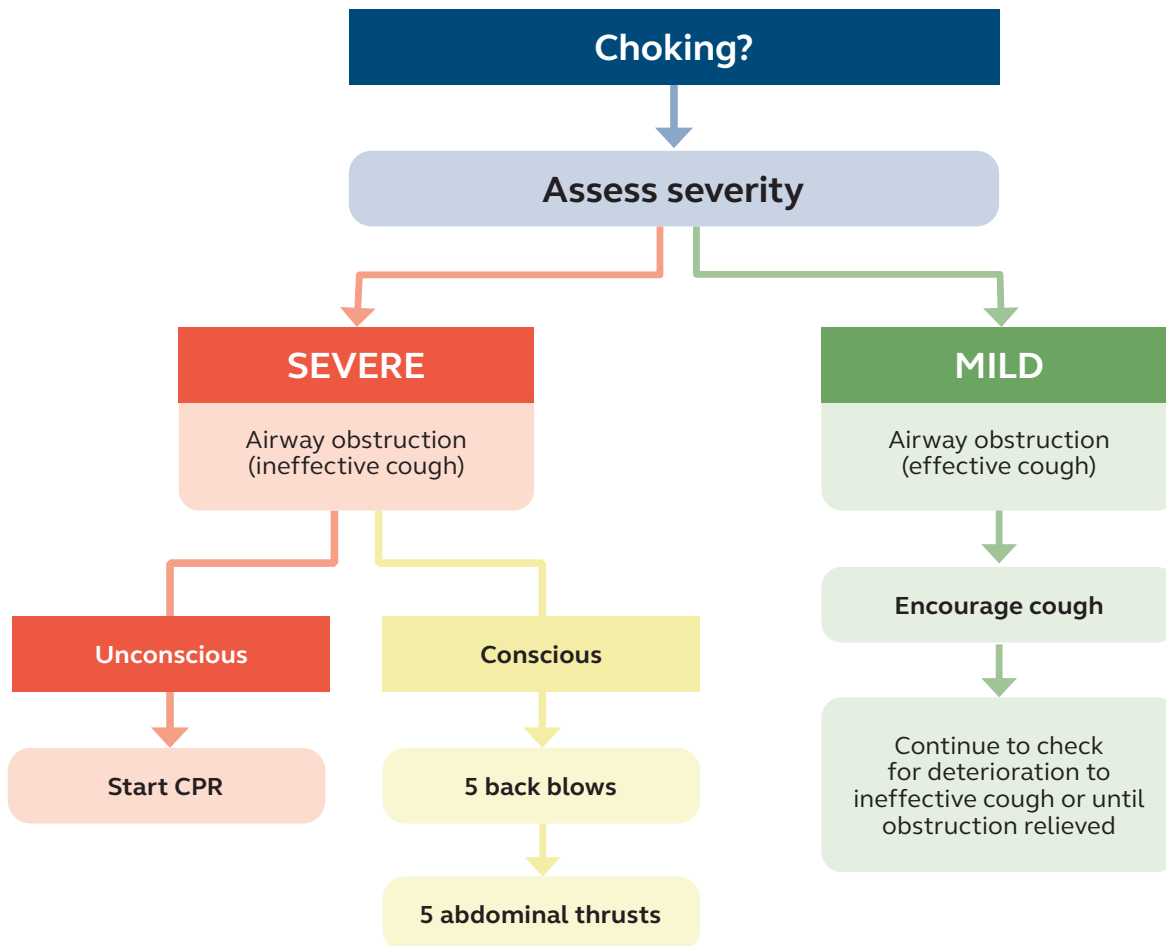 Choking?
Assess severity
SEVERE
Airway obstruction
(ineffective cough)
MILD
Airway obstruction
(effective cough)
Unconscious
Start CPR
Conscious
5 back blows
5 abdominal thrusts
Encourage cough
Continue to check
for deterioration to
ineffective cough or until
obstruction relieved